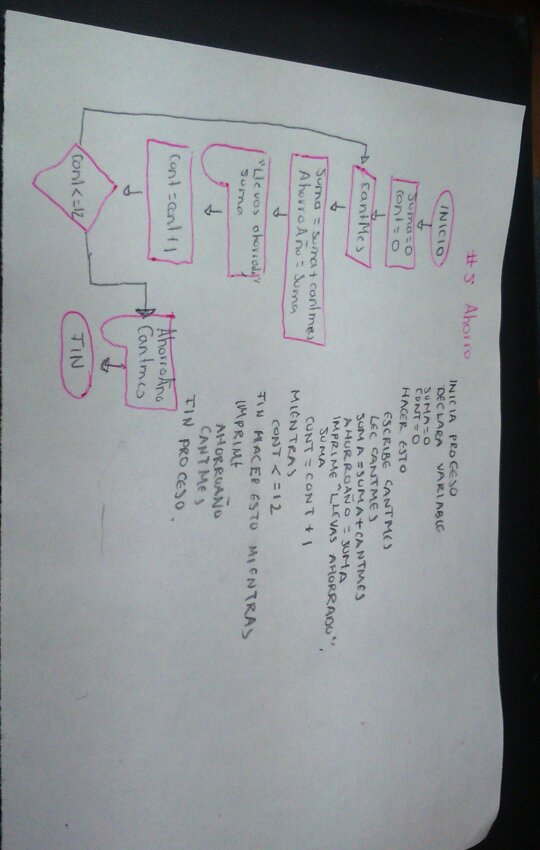 #5 Ahorro
INICIO
suma=0
cont=0
cantMes
suma = suma+cantmes
AhorroAño = suma
"Llevas ahorrado"
suma
cont=cont+1
cont<=12
AhorroAño
Cantmes
FIN
INICIA PROCESO
DECLARA VARIABLE
SUMA=0
CONT=0
HACER ESTO
ESCRIBE CANTMES
LEE CANTMES
SUMA=SUMA+CANTMES
AHORROAÑO=SUMA
IMPRIME "LLEVAS AHORRADO",
SUMA
CONT=CONT+1
MIENTRAS
CONT<=12
FIN HACER ESTO MIENTRAS
IMPRIME
AHORROAÑO
CANTMES
FIN PROCESO.